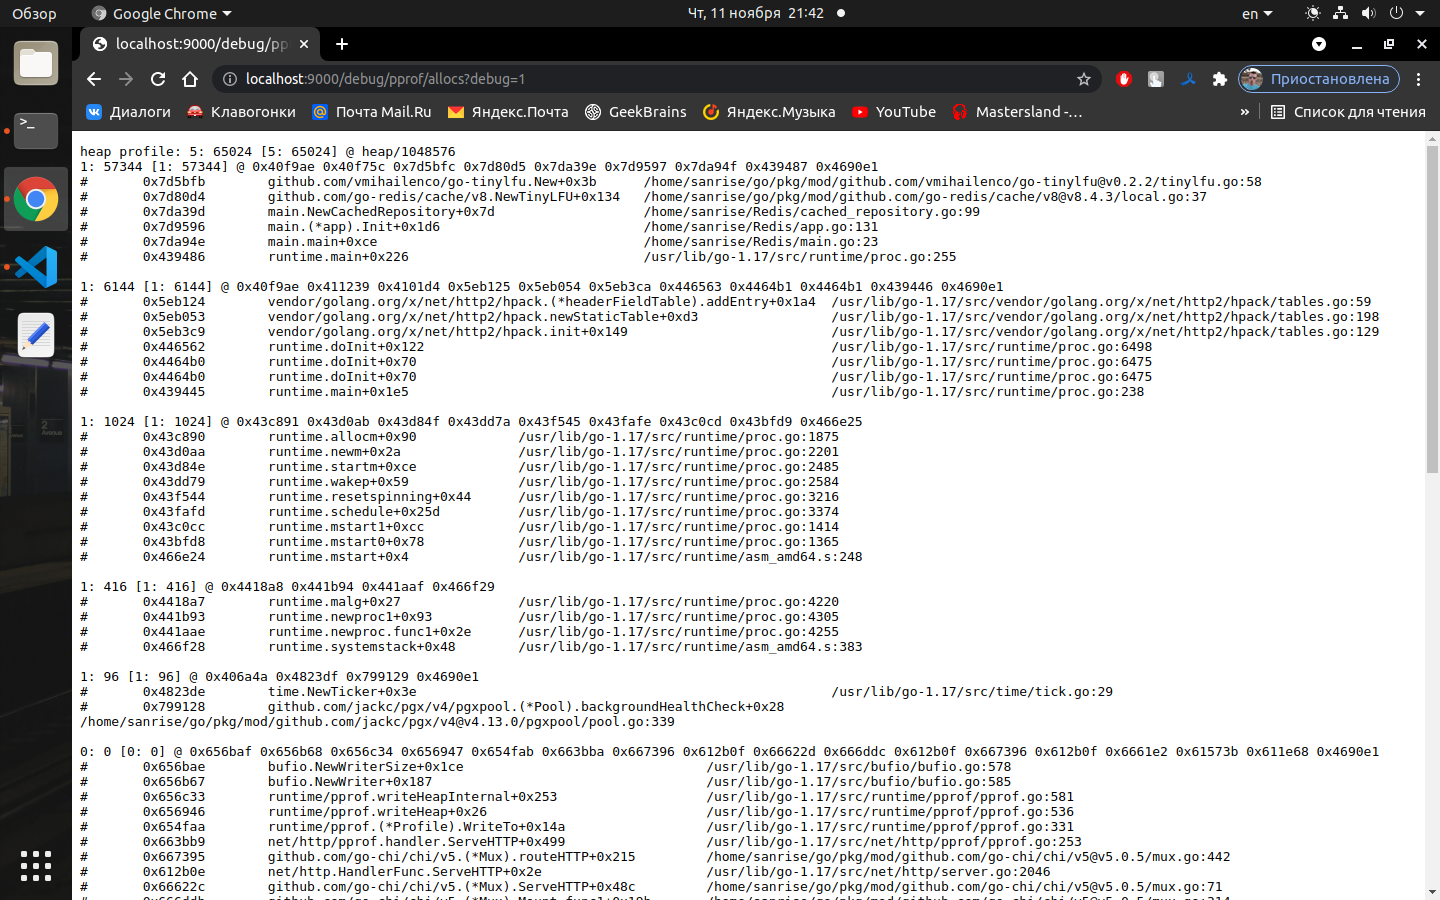 Обзор
Google Chrome
Чт, 11 ноября 21:42
en
localhost:9000/debug/pp
localhost:9000/debug/pprof/allocs?debug=1
Приостановлена
Диалоги
Клавогонки
Почта Mail.Ru
Яндекс.Почта
GeekBrains
Яндекс.Музыка
YouTube
Mastersland -…
»
Список для чтения
heap profile: 5: 65024 [5: 65024] @ heap/1048576
1: 57344 [1: 57344] @ 0x40f9ae 0x40f75c 0x7d5bfc 0x7d80d5 0x7da39e 0x7d9597 0x7da94f 0x439487 0x4690e1
# 0x7d5bfb github.com/vmihailenco/go-tinylfu.New+0x3b /home/sanrise/go/pkg/mod/github.com/vmihailenco/go-tinylfu@v0.2.2/tinylfu.go:58
# 0x7d80d4 github.com/go-redis/cache/v8.NewTinyLFU+0x134 /home/sanrise/go/pkg/mod/github.com/go-redis/cache/v8@v8.4.3/local.go:37
# 0x7da39d main.NewCachedRepository+0x7d /home/sanrise/Redis/cached_repository.go:99
# 0x7d9596 main.(*app).Init+0x1d6 /home/sanrise/Redis/app.go:131
# 0x7da94e main.main+0xce /home/sanrise/Redis/main.go:23
# 0x439486 runtime.main+0x226 /usr/lib/go-1.17/src/runtime/proc.go:255
1: 6144 [1: 6144] @ 0x40f9ae 0x411239 0x4101d4 0x5eb125 0x5eb054 0x5eb3ca 0x446563 0x4464b1 0x4464b1 0x439446 0x4690e1
# 0x5eb124 vendor/golang.org/x/net/http2/hpack.(*headerFieldTable).addEntry+0x1a4 /usr/lib/go-1.17/src/vendor/golang.org/x/net/http2/hpack/tables.go:59
# 0x5eb053 vendor/golang.org/x/net/http2/hpack.newStaticTable+0xd3 /usr/lib/go-1.17/src/vendor/golang.org/x/net/http2/hpack/tables.go:198
# 0x5eb3c9 vendor/golang.org/x/net/http2/hpack.init+0x149 /usr/lib/go-1.17/src/vendor/golang.org/x/net/http2/hpack/tables.go:129
# 0x446562 runtime.doInit+0x122 /usr/lib/go-1.17/src/runtime/proc.go:6498
# 0x4464b0 runtime.doInit+0x70 /usr/lib/go-1.17/src/runtime/proc.go:6475
# 0x4464b0 runtime.doInit+0x70 /usr/lib/go-1.17/src/runtime/proc.go:6475
# 0x439445 runtime.main+0x1e5 /usr/lib/go-1.17/src/runtime/proc.go:238
1: 1024 [1: 1024] @ 0x43c891 0x43d0ab 0x43d84f 0x43dd7a 0x43f545 0x43fafe 0x43c0cd 0x43bfd9 0x466e25
# 0x43c890 runtime.allocm+0x90 /usr/lib/go-1.17/src/runtime/proc.go:1875
# 0x43d0aa runtime.newm+0x2a /usr/lib/go-1.17/src/runtime/proc.go:2201
# 0x43d84e runtime.startm+0xce /usr/lib/go-1.17/src/runtime/proc.go:2485
# 0x43dd79 runtime.wakep+0x59 /usr/lib/go-1.17/src/runtime/proc.go:2584
# 0x43f544 runtime.resetspinning+0x44 /usr/lib/go-1.17/src/runtime/proc.go:3216
# 0x43fafd runtime.schedule+0x25d /usr/lib/go-1.17/src/runtime/proc.go:3374
# 0x43c0cc runtime.mstart1+0xcc /usr/lib/go-1.17/src/runtime/proc.go:1414
# 0x43bfd8 runtime.mstart0+0x78 /usr/lib/go-1.17/src/runtime/proc.go:1365
# 0x466e24 runtime.mstart+0x4 /usr/lib/go-1.17/src/runtime/asm_amd64.s:248
1: 416 [1: 416] @ 0x4418a8 0x441b94 0x441aaf 0x466f29
# 0x4418a7 runtime.malg+0x27 /usr/lib/go-1.17/src/runtime/proc.go:4220
# 0x441b93 runtime.newproc1+0x93 /usr/lib/go-1.17/src/runtime/proc.go:4305
# 0x441aae runtime.newproc.func1+0x2e /usr/lib/go-1.17/src/runtime/proc.go:4255
# 0x466f28 runtime.systemstack+0x48 /usr/lib/go-1.17/src/runtime/asm_amd64.s:383
1: 96 [1: 96] @ 0x406a4a 0x4823df 0x799129 0x4690e1
# 0x4823de time.NewTicker+0x3e /usr/lib/go-1.17/src/time/tick.go:29
# 0x799128 github.com/jackc/pgx/v4/pgxpool.(*Pool).backgroundHealthCheck+0x28
/home/sanrise/go/pkg/mod/github.com/jackc/pgx/v4@v4.13.0/pgxpool/pool.go:339
0: 0 [0: 0] @ 0x656baf 0x656b68 0x656c34 0x656947 0x654fab 0x663bba 0x667396 0x612b0f 0x66622d 0x666ddc 0x612b0f 0x667396 0x612b0f 0x6661e2 0x61573b 0x611e68 0x4690e1
# 0x656bae bufio.NewWriterSize+0x1ce /usr/lib/go-1.17/src/bufio/bufio.go:578
# 0x656b67 bufio.NewWriter+0x187 /usr/lib/go-1.17/src/bufio/bufio.go:585
# 0x656c33 runtime/pprof.writeHeapInternal+0x253 /usr/lib/go-1.17/src/runtime/pprof/pprof.go:581
# 0x656946 runtime/pprof.writeHeap+0x26 /usr/lib/go-1.17/src/runtime/pprof/pprof.go:536
# 0x654faa runtime/pprof.(*Profile).WriteTo+0x14a /usr/lib/go-1.17/src/runtime/pprof/pprof.go:331
# 0x663bb9 net/http/pprof.handler.ServeHTTP+0x499 /usr/lib/go-1.17/src/net/http/pprof/pprof.go:253
# 0x667395 github.com/go-chi/chi/v5.(*Mux).routeHTTP+0x215 /home/sanrise/go/pkg/mod/github.com/go-chi/chi/v5@v5.0.5/mux.go:442
# 0x612b0e net/http.HandlerFunc.ServeHTTP+0x2e /usr/lib/go-1.17/src/net/http/server.go:2046
# 0x66622c github.com/go-chi/chi/v5.(*Mux).ServeHTTP+0x48c /home/sanrise/go/pkg/mod/github.com/go-chi/chi/v5@v5.0.5/mux.go:71